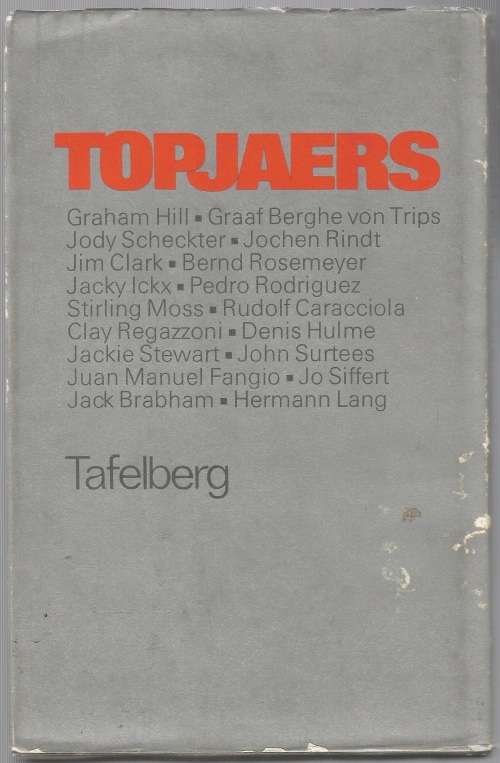 TOPJAERS
Graham Hill ▪ Graaf Berghe von Trips
Jody Scheckter ▪ Jochen Rindt
Jim Clark ▪ Bernd Rosemeyer
Jacky Ickx ▪ Pedro Rodriguez
Stirling Moss ▪ Rudolf Caracciola
Clay Regazzoni ▪ Denis Hulme
Jackie Stewart ▪ John Surtees
Juan Manuel Fangio ▪ Jo Siffert
Jack Brabham ▪ Hermann Lang
Tafelberg